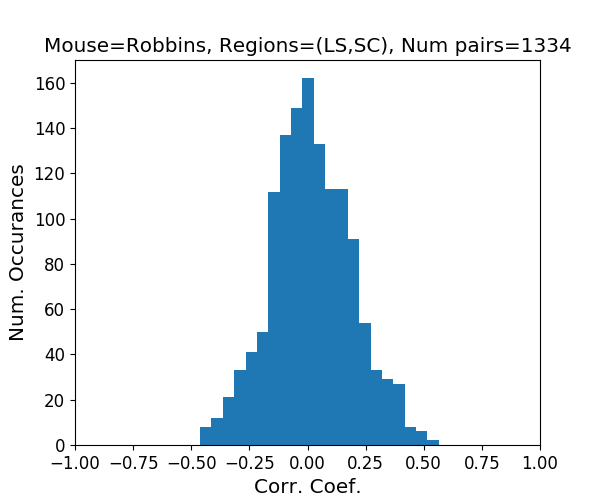 Mouse=Robbins, Regions=(LS,SC), Num pairs=1334
160
140
120
100
80
60
40
20
0
Num. Occurances
−1.00 −0.75 −0.50 −0.25 0.00 0.25 0.50 0.75 1.00
Corr. Coef.